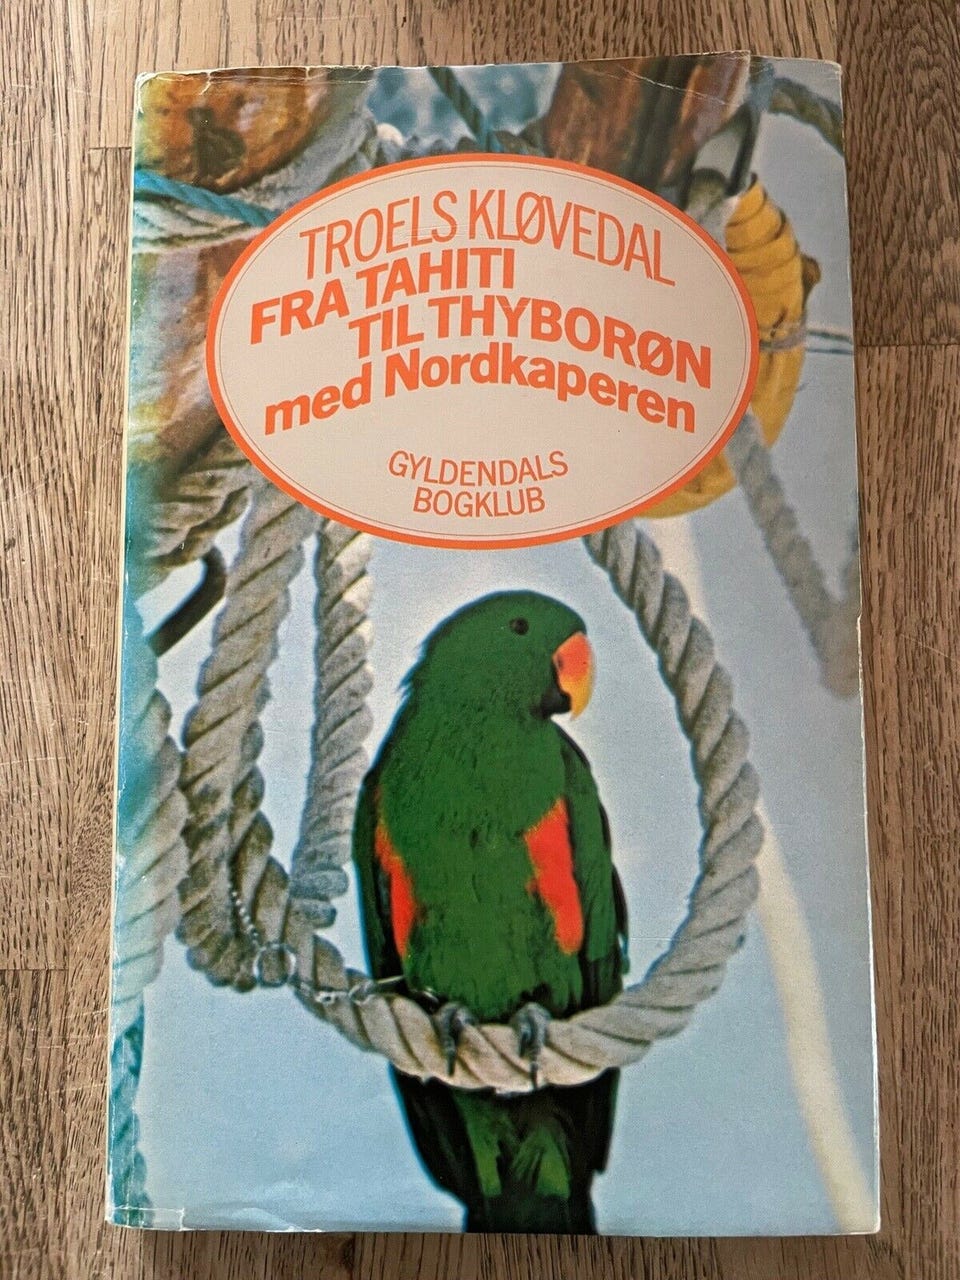 TROELS KLØVEDAL
FRA TAHITI
TIL THYBORØN
med Nordkaperen
GYLDENDALS
BOGKLUB